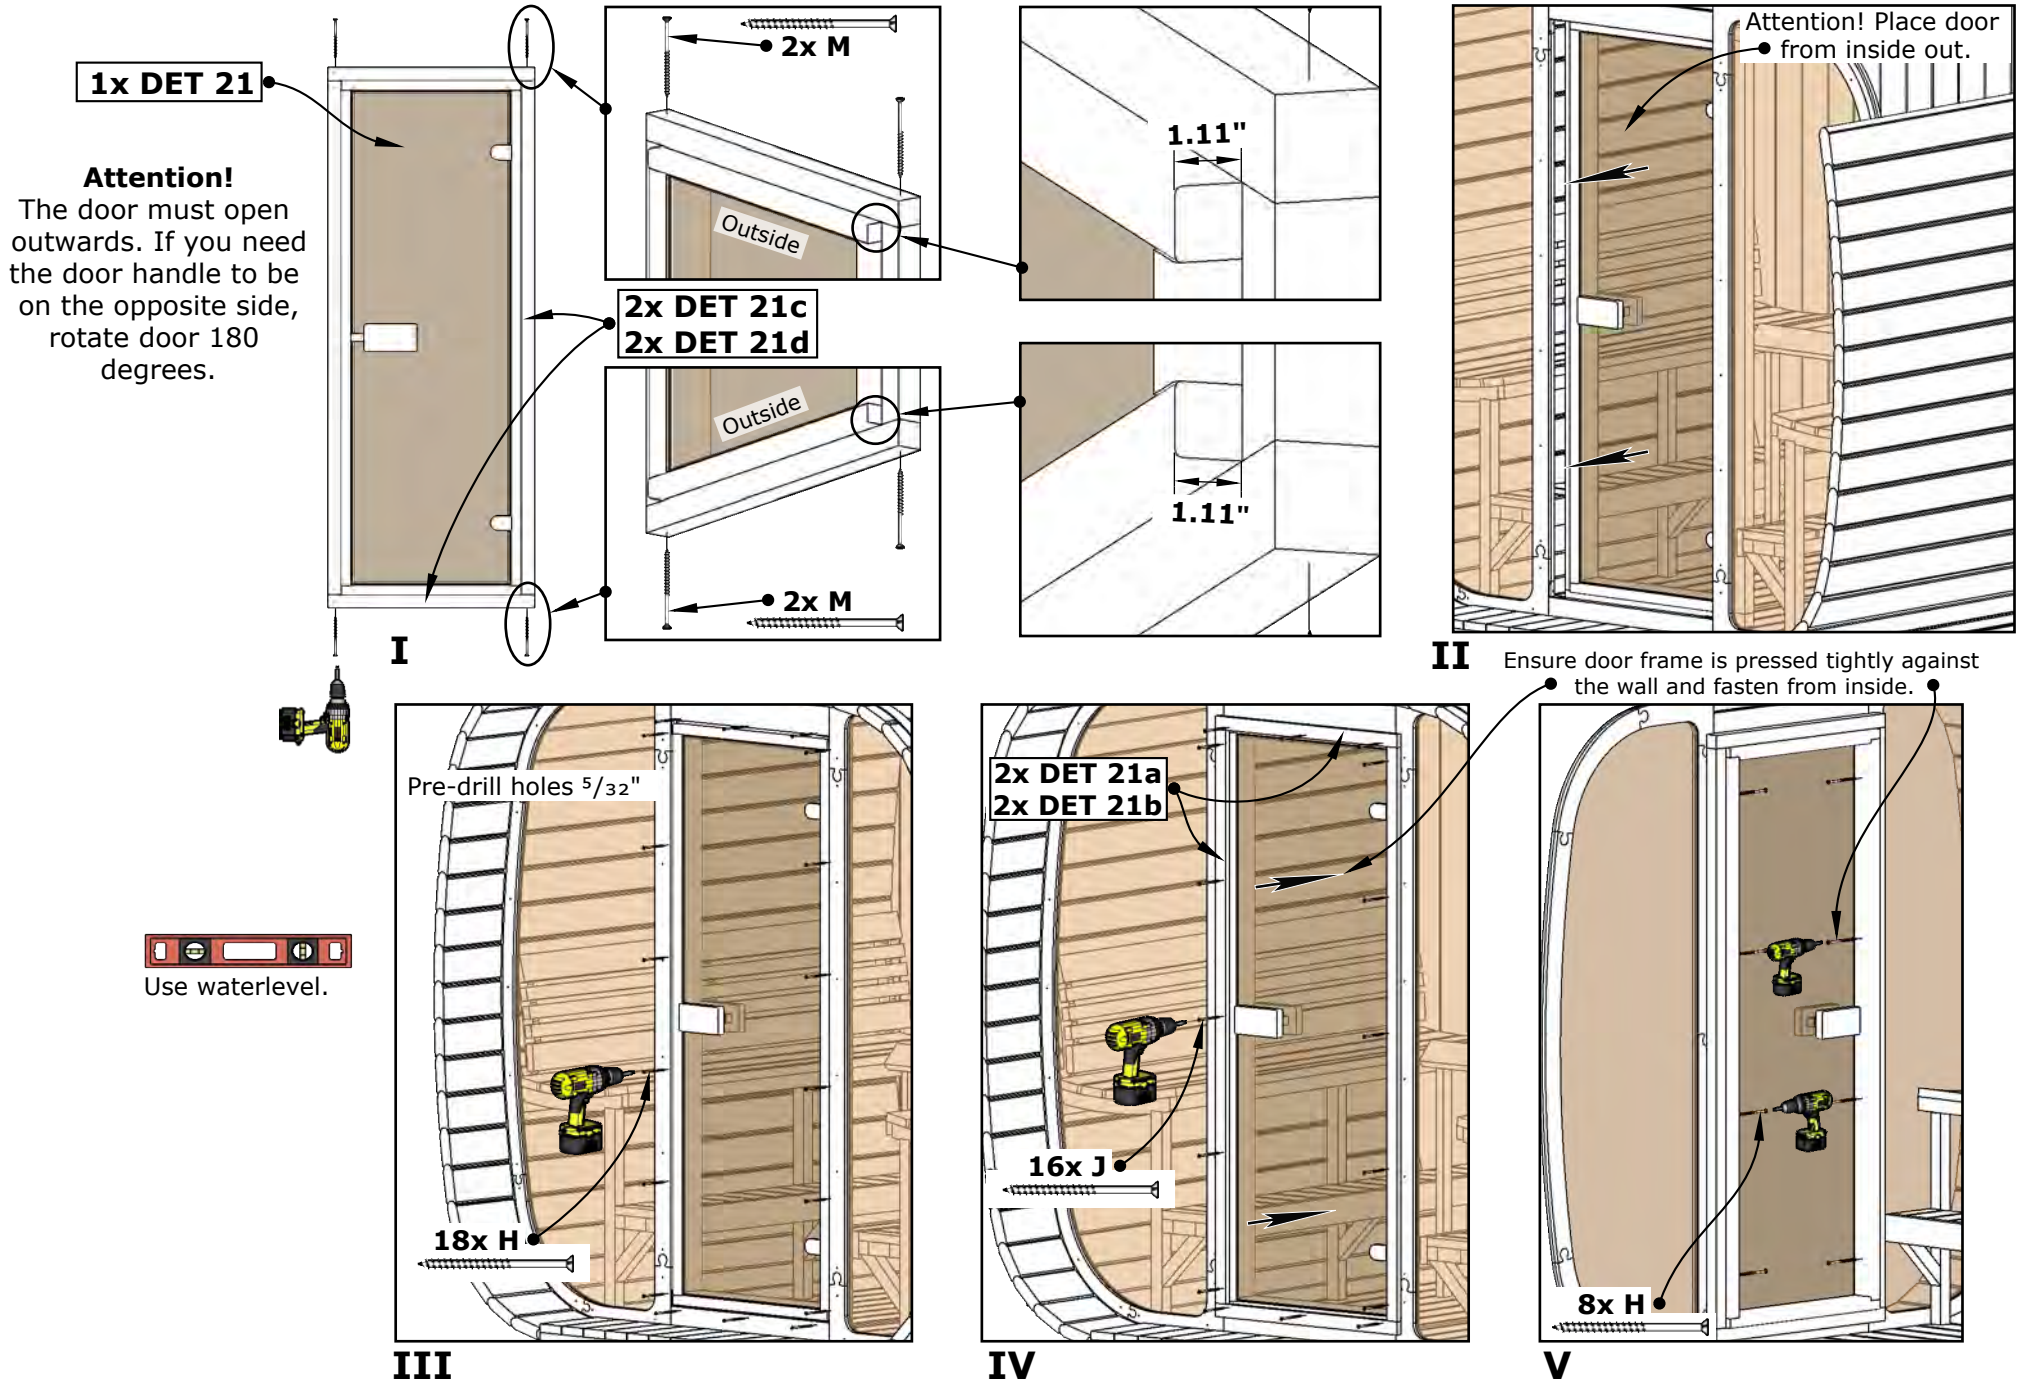 1x DET 21
Attention!
The door must open
outwards. If you need
the door handle to be
on the opposite side,
rotate door 180
degrees.
2x M
Outside
2x DET 21c
2x DET 21d
Outside
2x M
1.11"
1.11"
I
Attention! Place door
from inside out.
II
Ensure door frame is pressed tightly against
the wall and fasten from inside.
Use waterlevel.
Pre-drill holes ⁵/₃₂"
18x H
III
2x DET 21a
2x DET 21b
16x J
IV
8x H
V